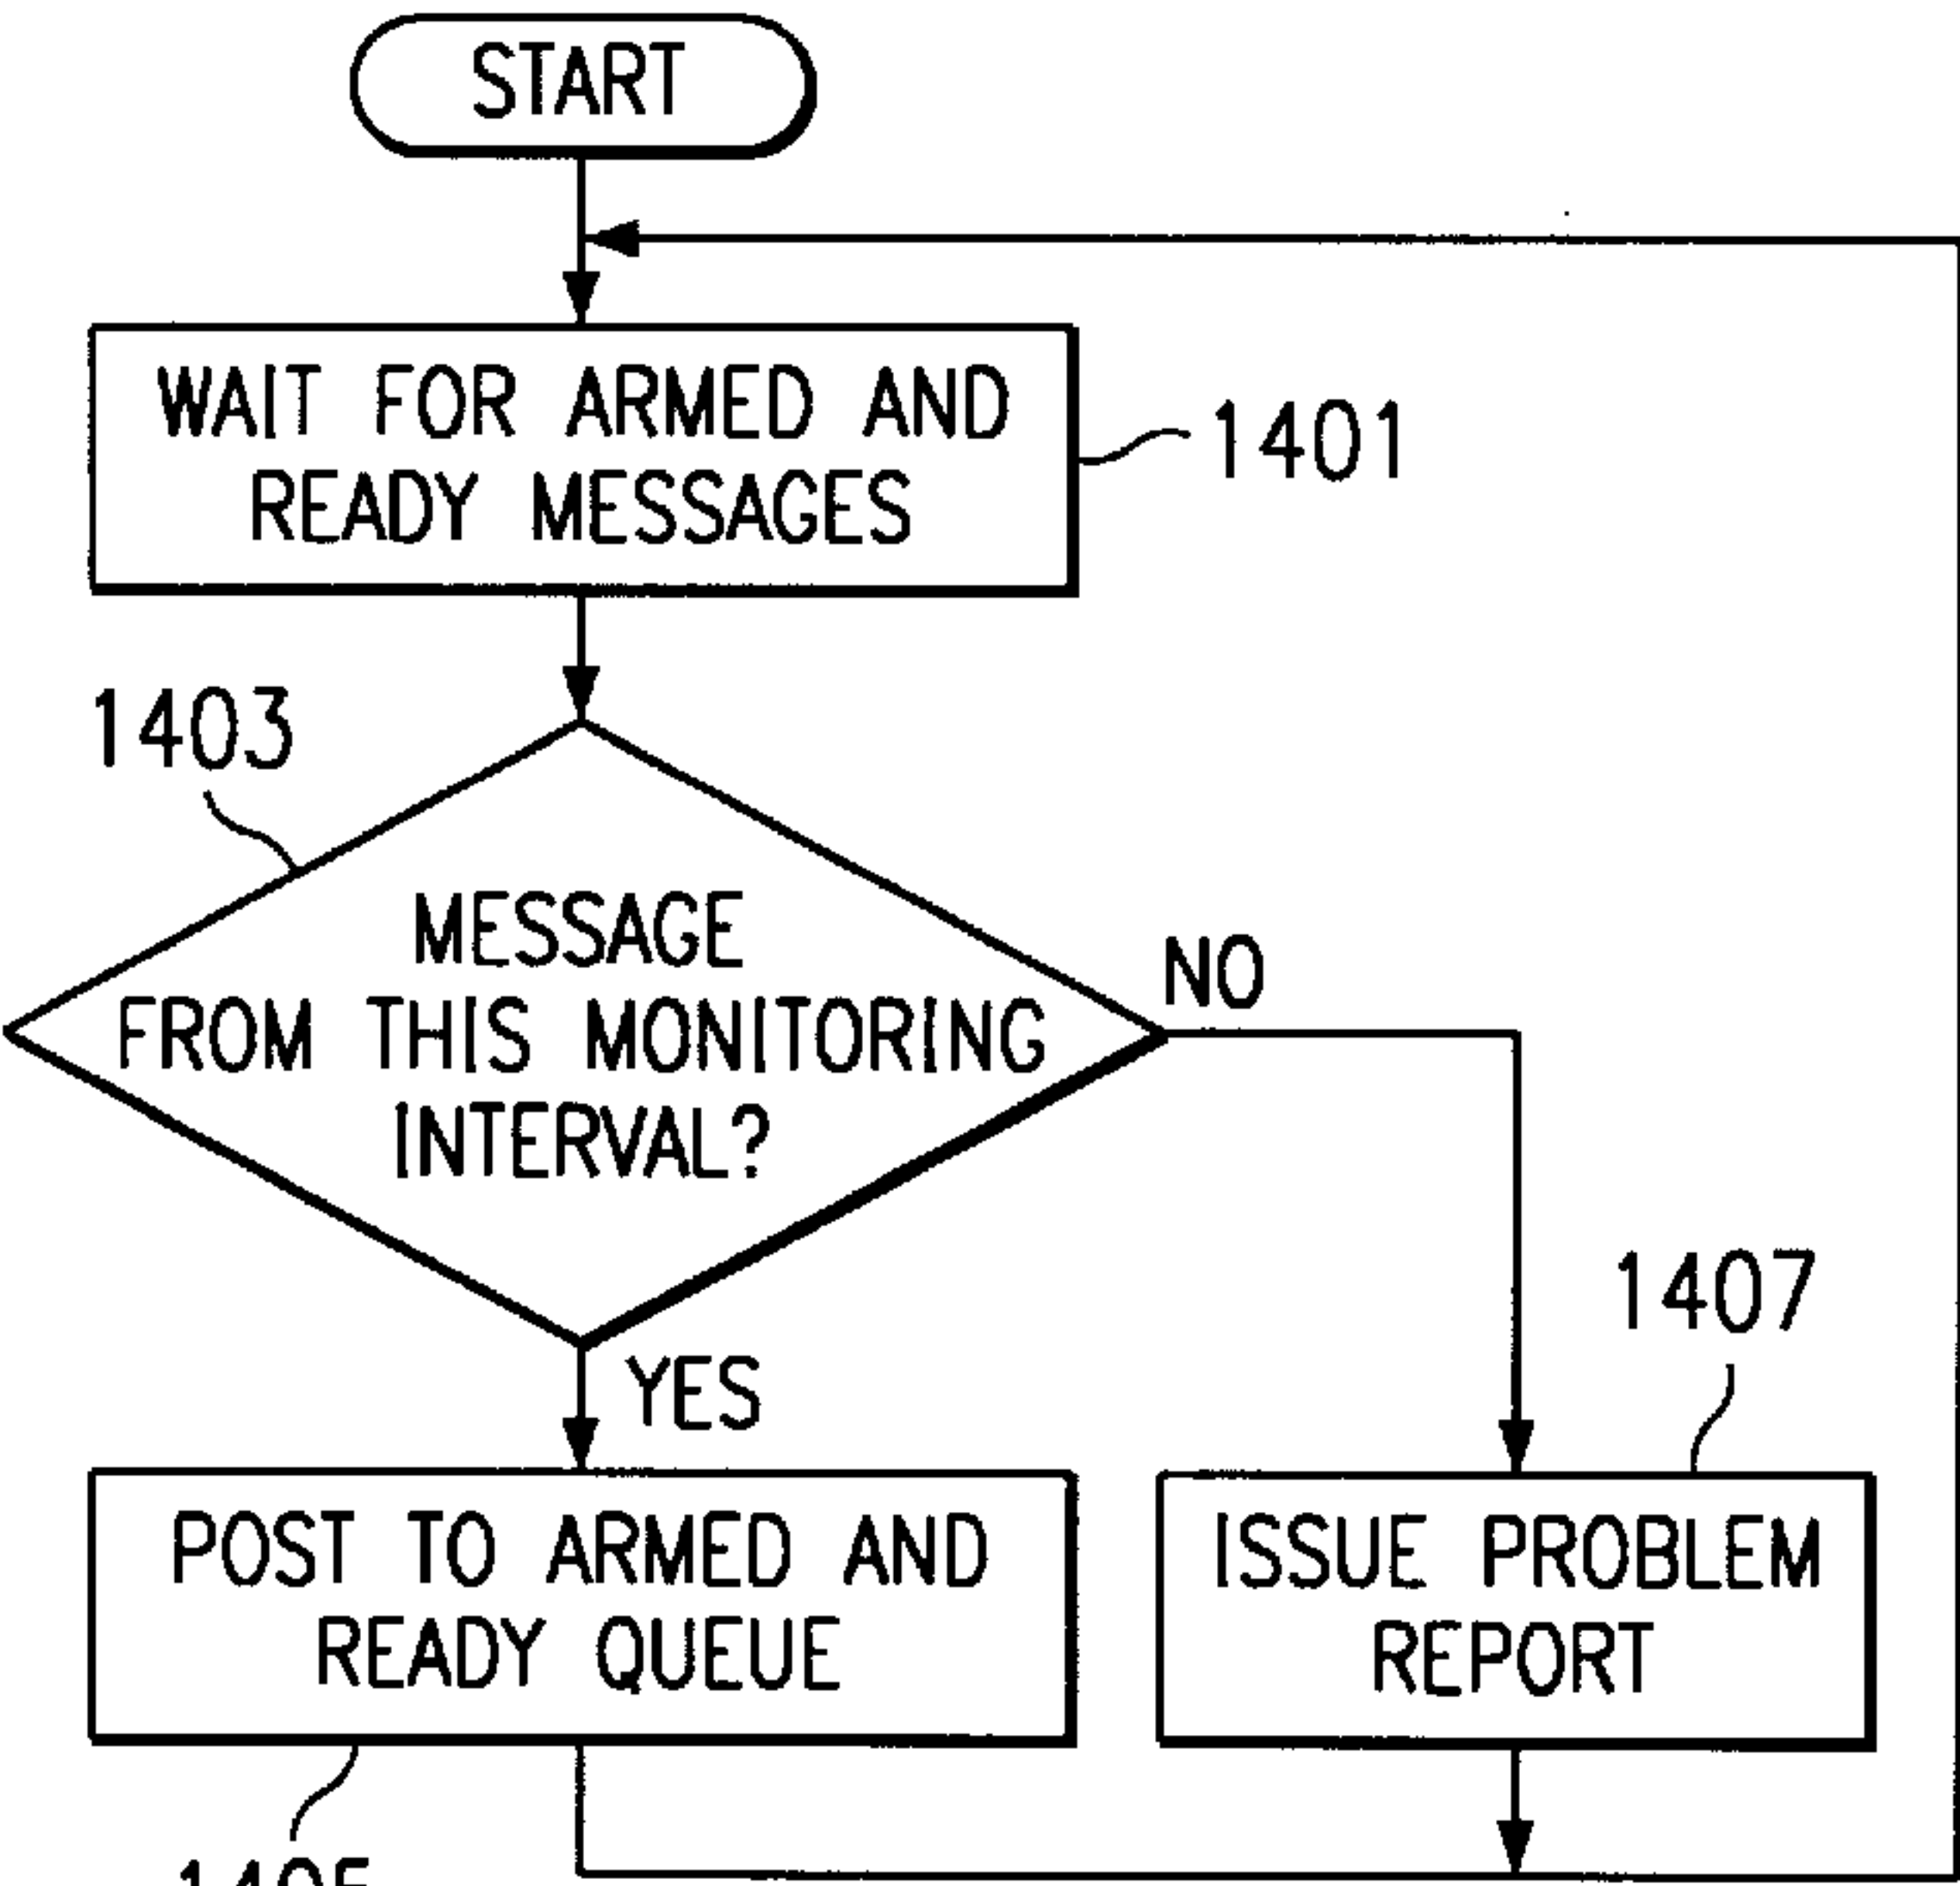 START
WAIT FOR ARMED AND
READY MESSAGES
1401
1403
MESSAGE
FROM THIS MONITORING
INTERVAL?
NO
YES
1407
POST TO ARMED AND
READY QUEUE
ISSUE PROBLEM
REPORT
1405